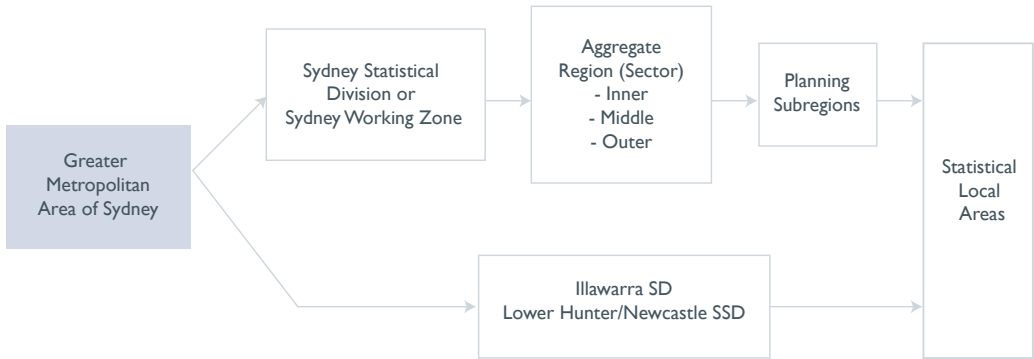 Greater
Metropolitan
Area of Sydney
Sydney Statistical
Division or
Sydney Working Zone
Aggregate
Region (Sector)
- Inner
- Middle
- Outer
Planning
Subregions
Statistical
Local
Areas
Illawarra SD
Lower Hunter/Newcastle SSD